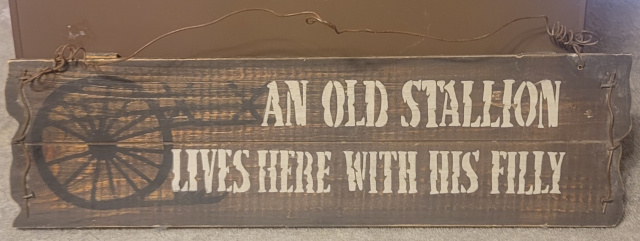 AN OLD STALLION
LIVES HERE WITH HIS FILLY